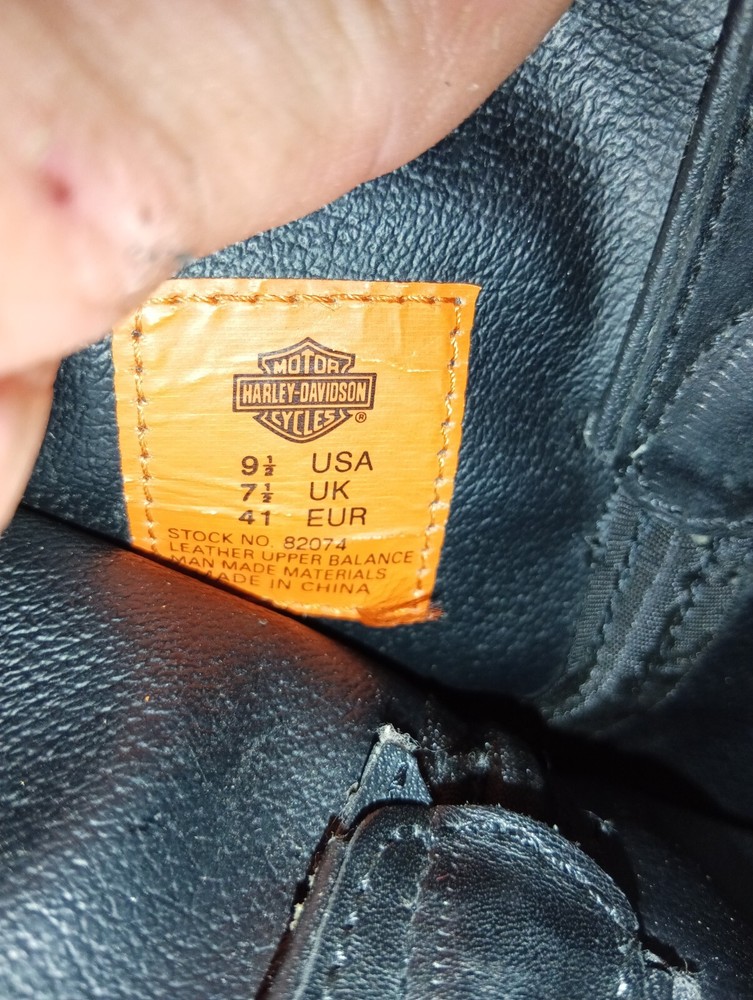 MOTOR
HARLEY-DAVIDSON
CYCLES ®
9½ USA
7½ UK
41 EUR
STOCK NO. 82074
LEATHER UPPER BALANCE
MAN MADE MATERIALS
MADE IN CHINA